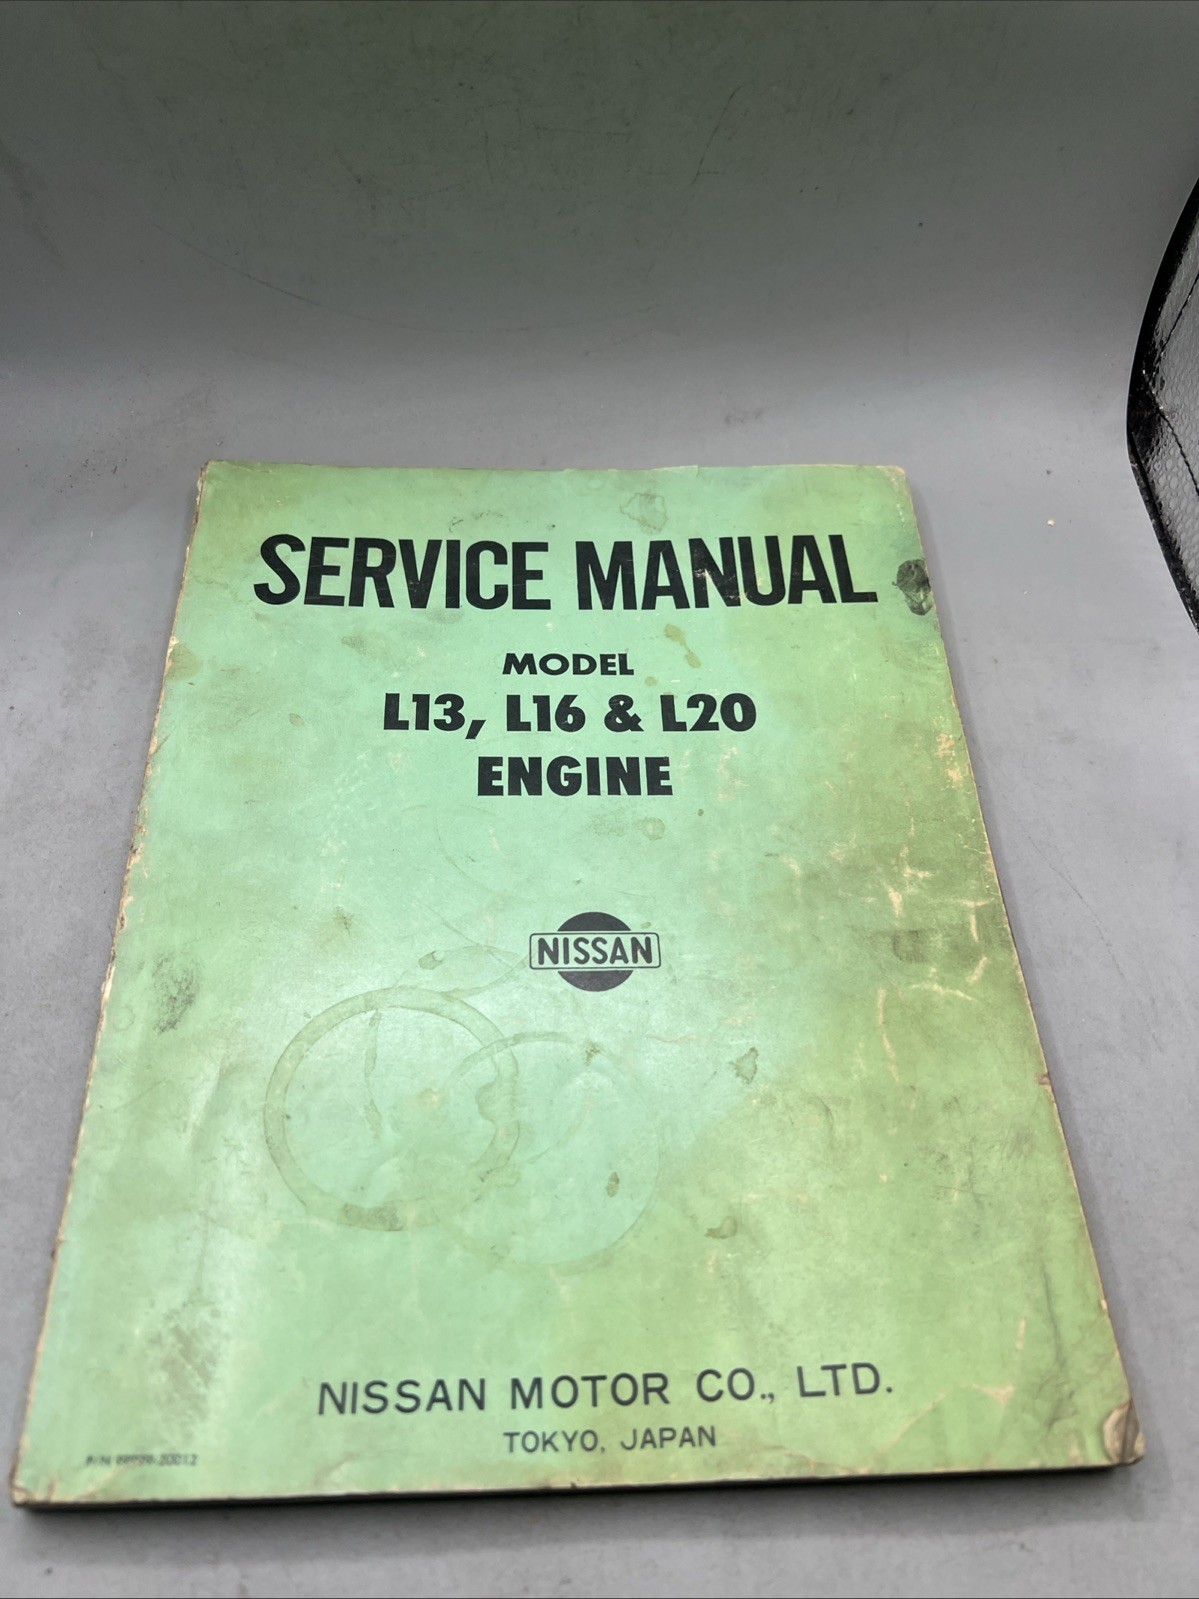 SERVICE MANUAL
MODEL
L13, L16 & L20
ENGINE
NISSAN
NISSAN MOTOR CO., LTD.
TOKYO, JAPAN
P/N